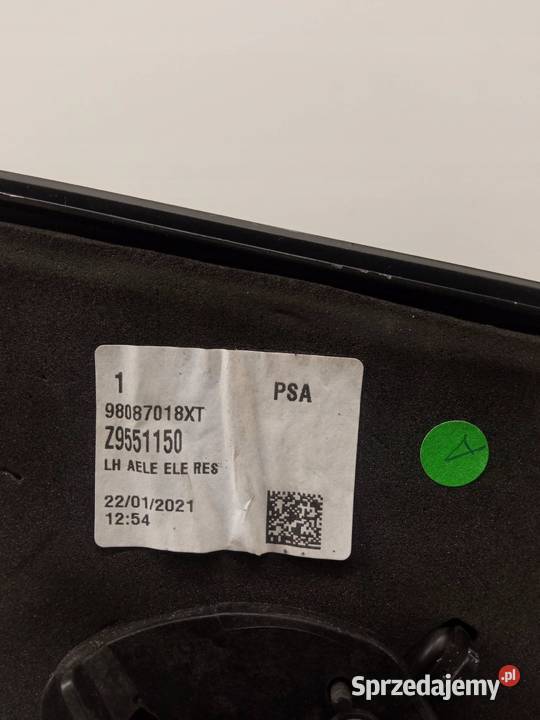 1
PSA
98087018XT
Z9551150
LH AELE ELE RES
22/01/2021
12:54
Sprzedajemy.pl